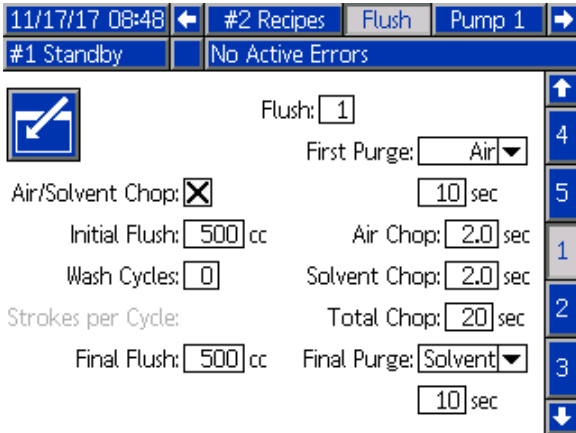 11/17/17 08:48 #2 Recipes Flush Pump 1
#1 Standby No Active Errors
Flush: 1
First Purge: Air
4
Air/Solvent Chop: X 10 sec
5
Initial Flush: 500 cc Air Chop: 2.0 sec
1
Wash Cycles: 0 Solvent Chop: 2.0 sec
Strokes per Cycle: Total Chop: 20 sec
2
Final Flush: 500 cc Final Purge: Solvent
3
10 sec